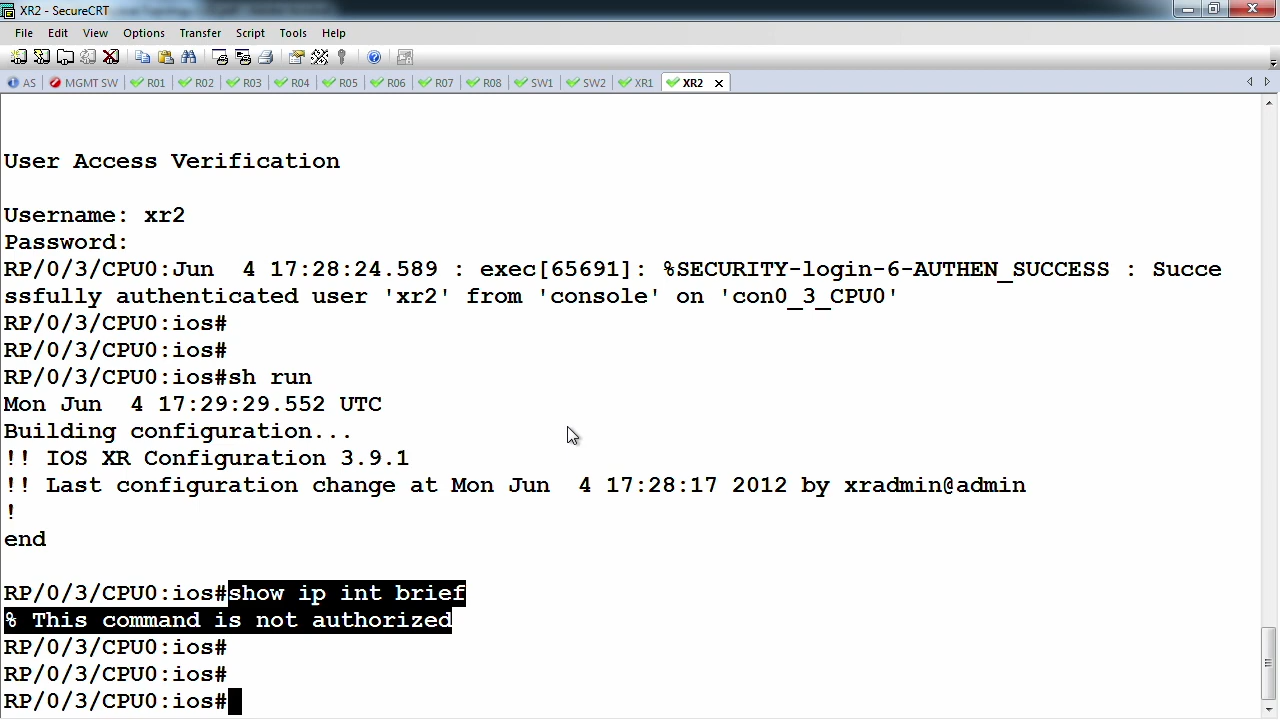 XR2 - SecureCRT
File Edit View Options Transfer Script Tools Help
AS MGMT SW R01 R02 R03 R04 R05 R06 R07 R08 SW1 SW2 XR1 XR2
User Access Verification
Username: xr2
Password:
RP/0/3/CPU0:Jun  4 17:28:24.589 : exec[65691]: %SECURITY-login-6-AUTHEN_SUCCESS : Succe
ssfully authenticated user 'xr2' from 'console' on 'con0_3_CPU0'
RP/0/3/CPU0:ios#
RP/0/3/CPU0:ios#
RP/0/3/CPU0:ios#sh run
Mon Jun  4 17:29:29.552 UTC
Building configuration...
!! IOS XR Configuration 3.9.1
!! Last configuration change at Mon Jun  4 17:28:17 2012 by xradmin@admin
!
end
RP/0/3/CPU0:ios#show ip int brief
% This command is not authorized
RP/0/3/CPU0:ios#
RP/0/3/CPU0:ios#
RP/0/3/CPU0:ios#